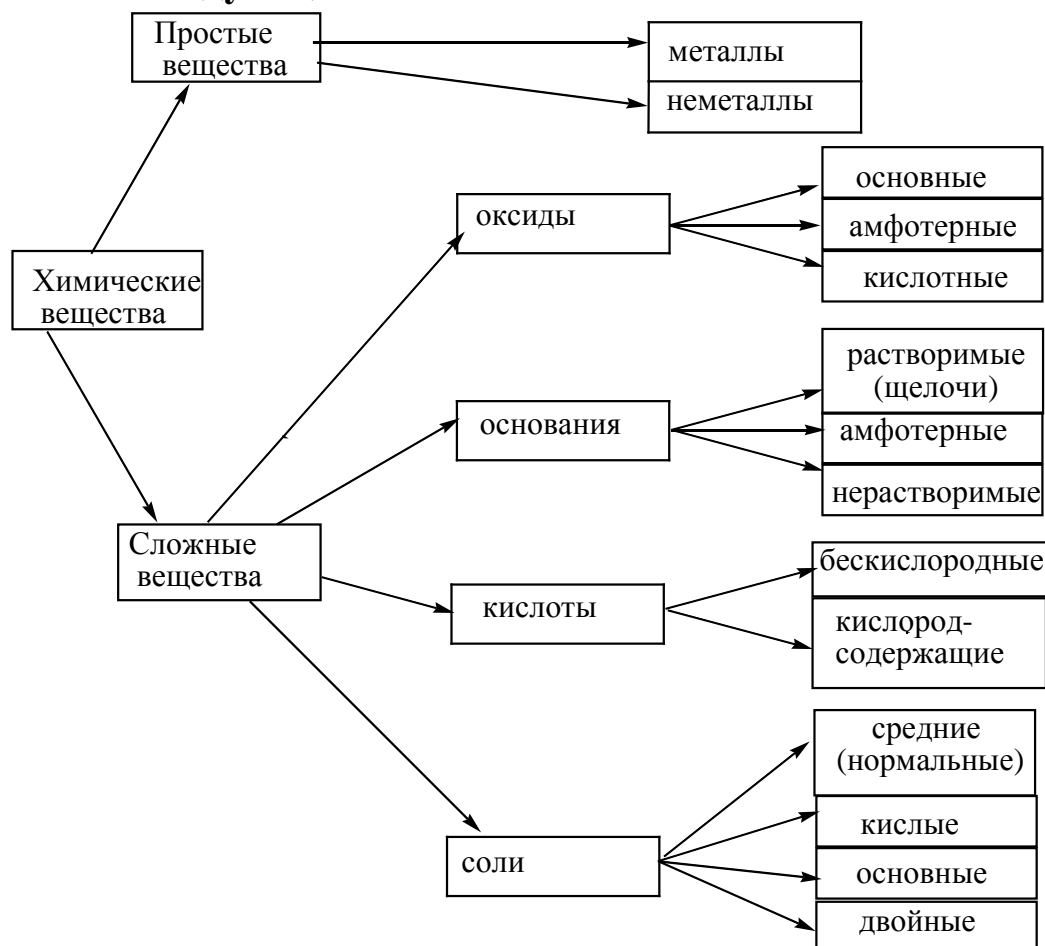 Простые
вещества
металлы
неметаллы
Химические
вещества
оксиды
основные
амфотерные
кислотные
основания
растворимые
(щелочи)
амфотерные
нерастворимые
Сложные
вещества
кислоты
бескислородные
кислород-
содержащие
соли
средние
(нормальные)
кислые
основные
двойные